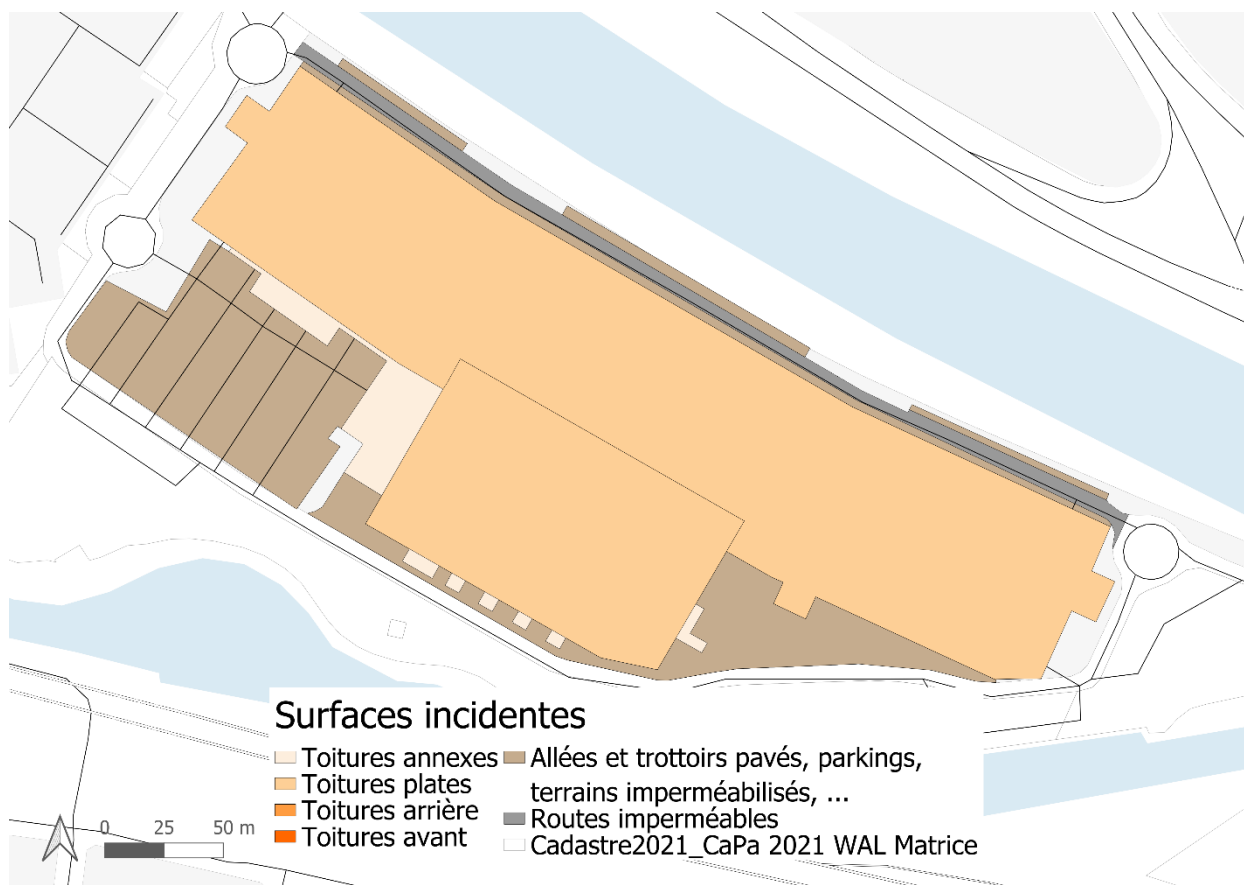 Surfaces incidentes
Toitures annexes
Toitures plates
Toitures arrière
Toitures avant
Allées et trottoirs pavés, parkings,
terrains imperméabilisés, ...
Routes imperméables
Cadastre2021_CaPa 2021 WAL Matrice
0 25 50 m